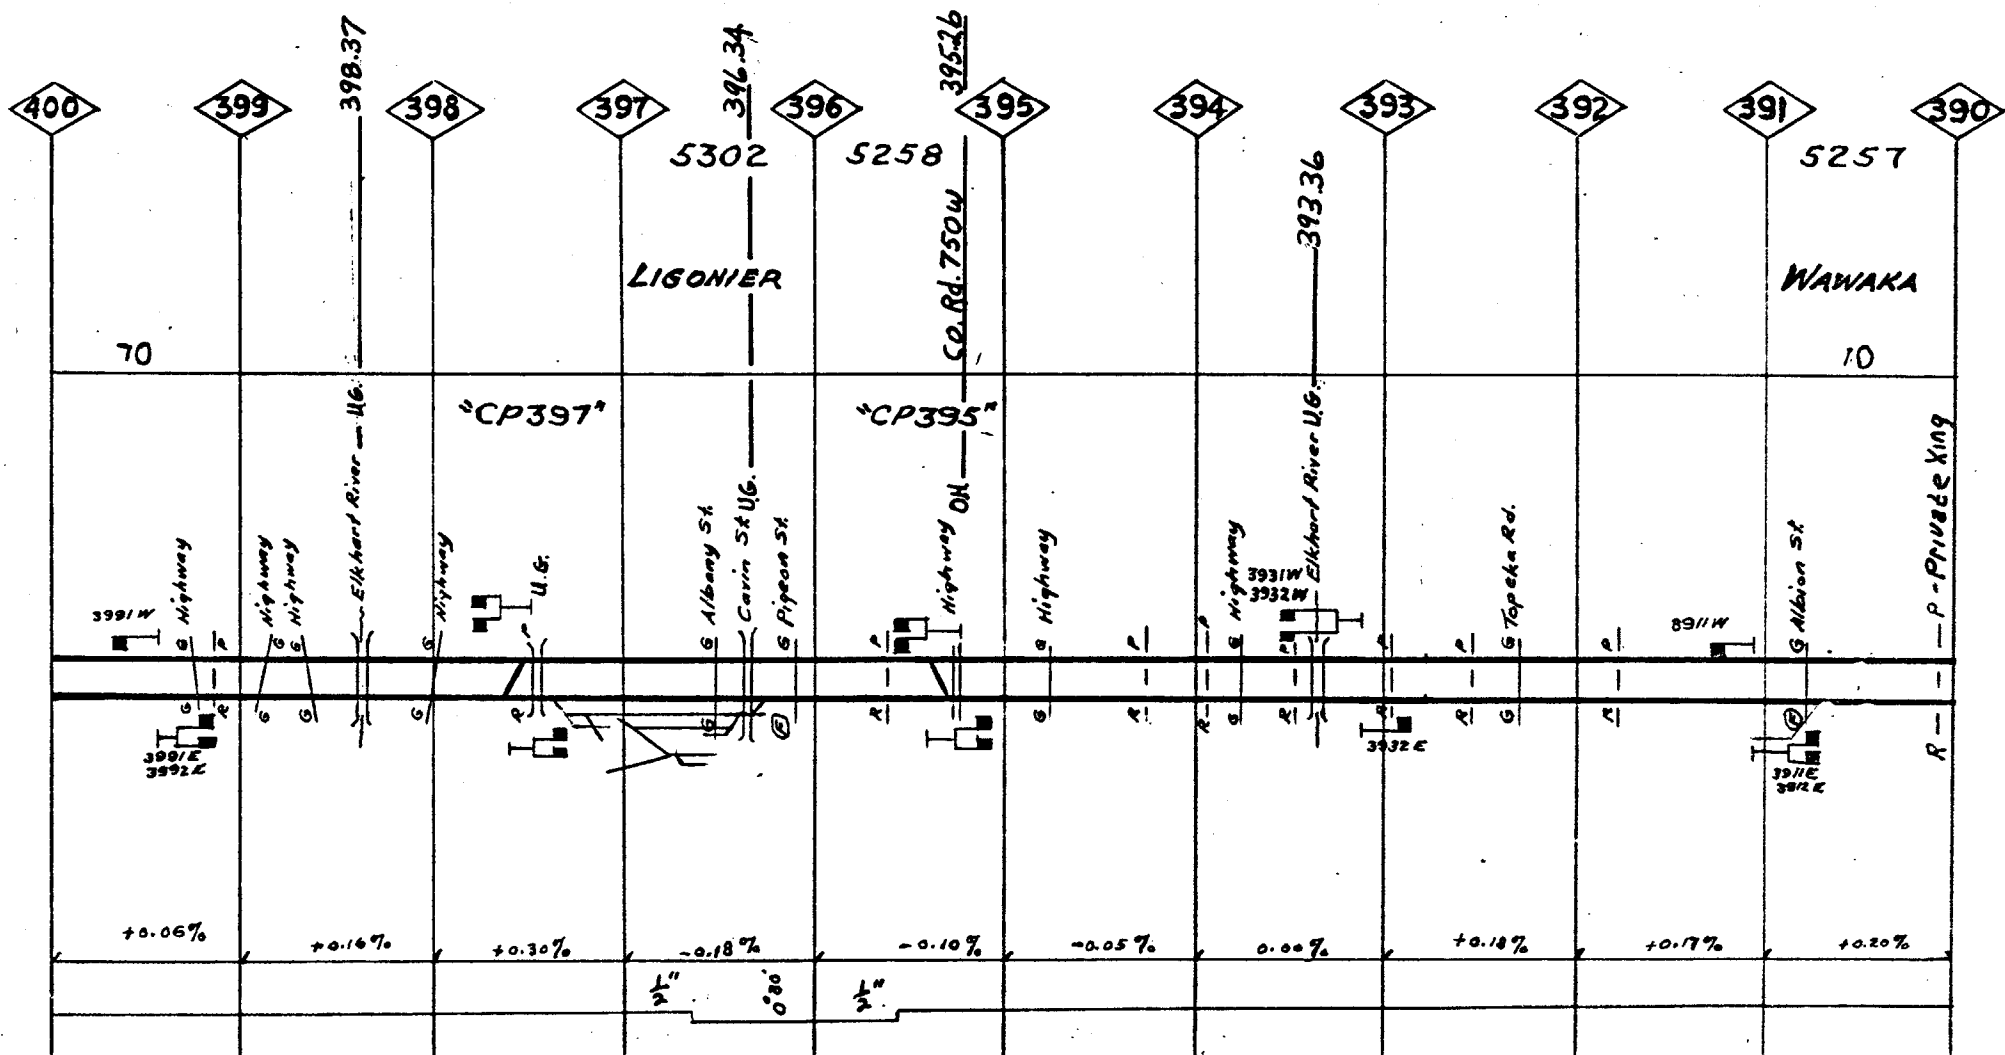 398.37
396.34
395.26
400 399 398 397 396 395 394 393 392 391 390
5302 5258 5257
393.36
LIGONIER
Co. Rd. 750W
WAWAKA
70
10
"CP397"
"CP395"
Elkhart River U.G.
Elkhart River U.G.
P - Private Xing
Highway
Highway
Highway
Highway
U.G.
Albany St.
Cavin St U.G.
Pigeon St.
Highway OH
Highway
Highway
Topeka Rd.
Albion St.
3991W
3931W
3932W
3911W
G P G G G P G G P G P P G P P P G P G
G R G G G R G E R G R R G R R R G R E R
3991E
3992E
3932E
3911E
3912E
+0.06% +0.16% +0.30% -0.18% -0.10% -0.05% 0.00% +0.18% +0.17% +0.20%
½" ½"